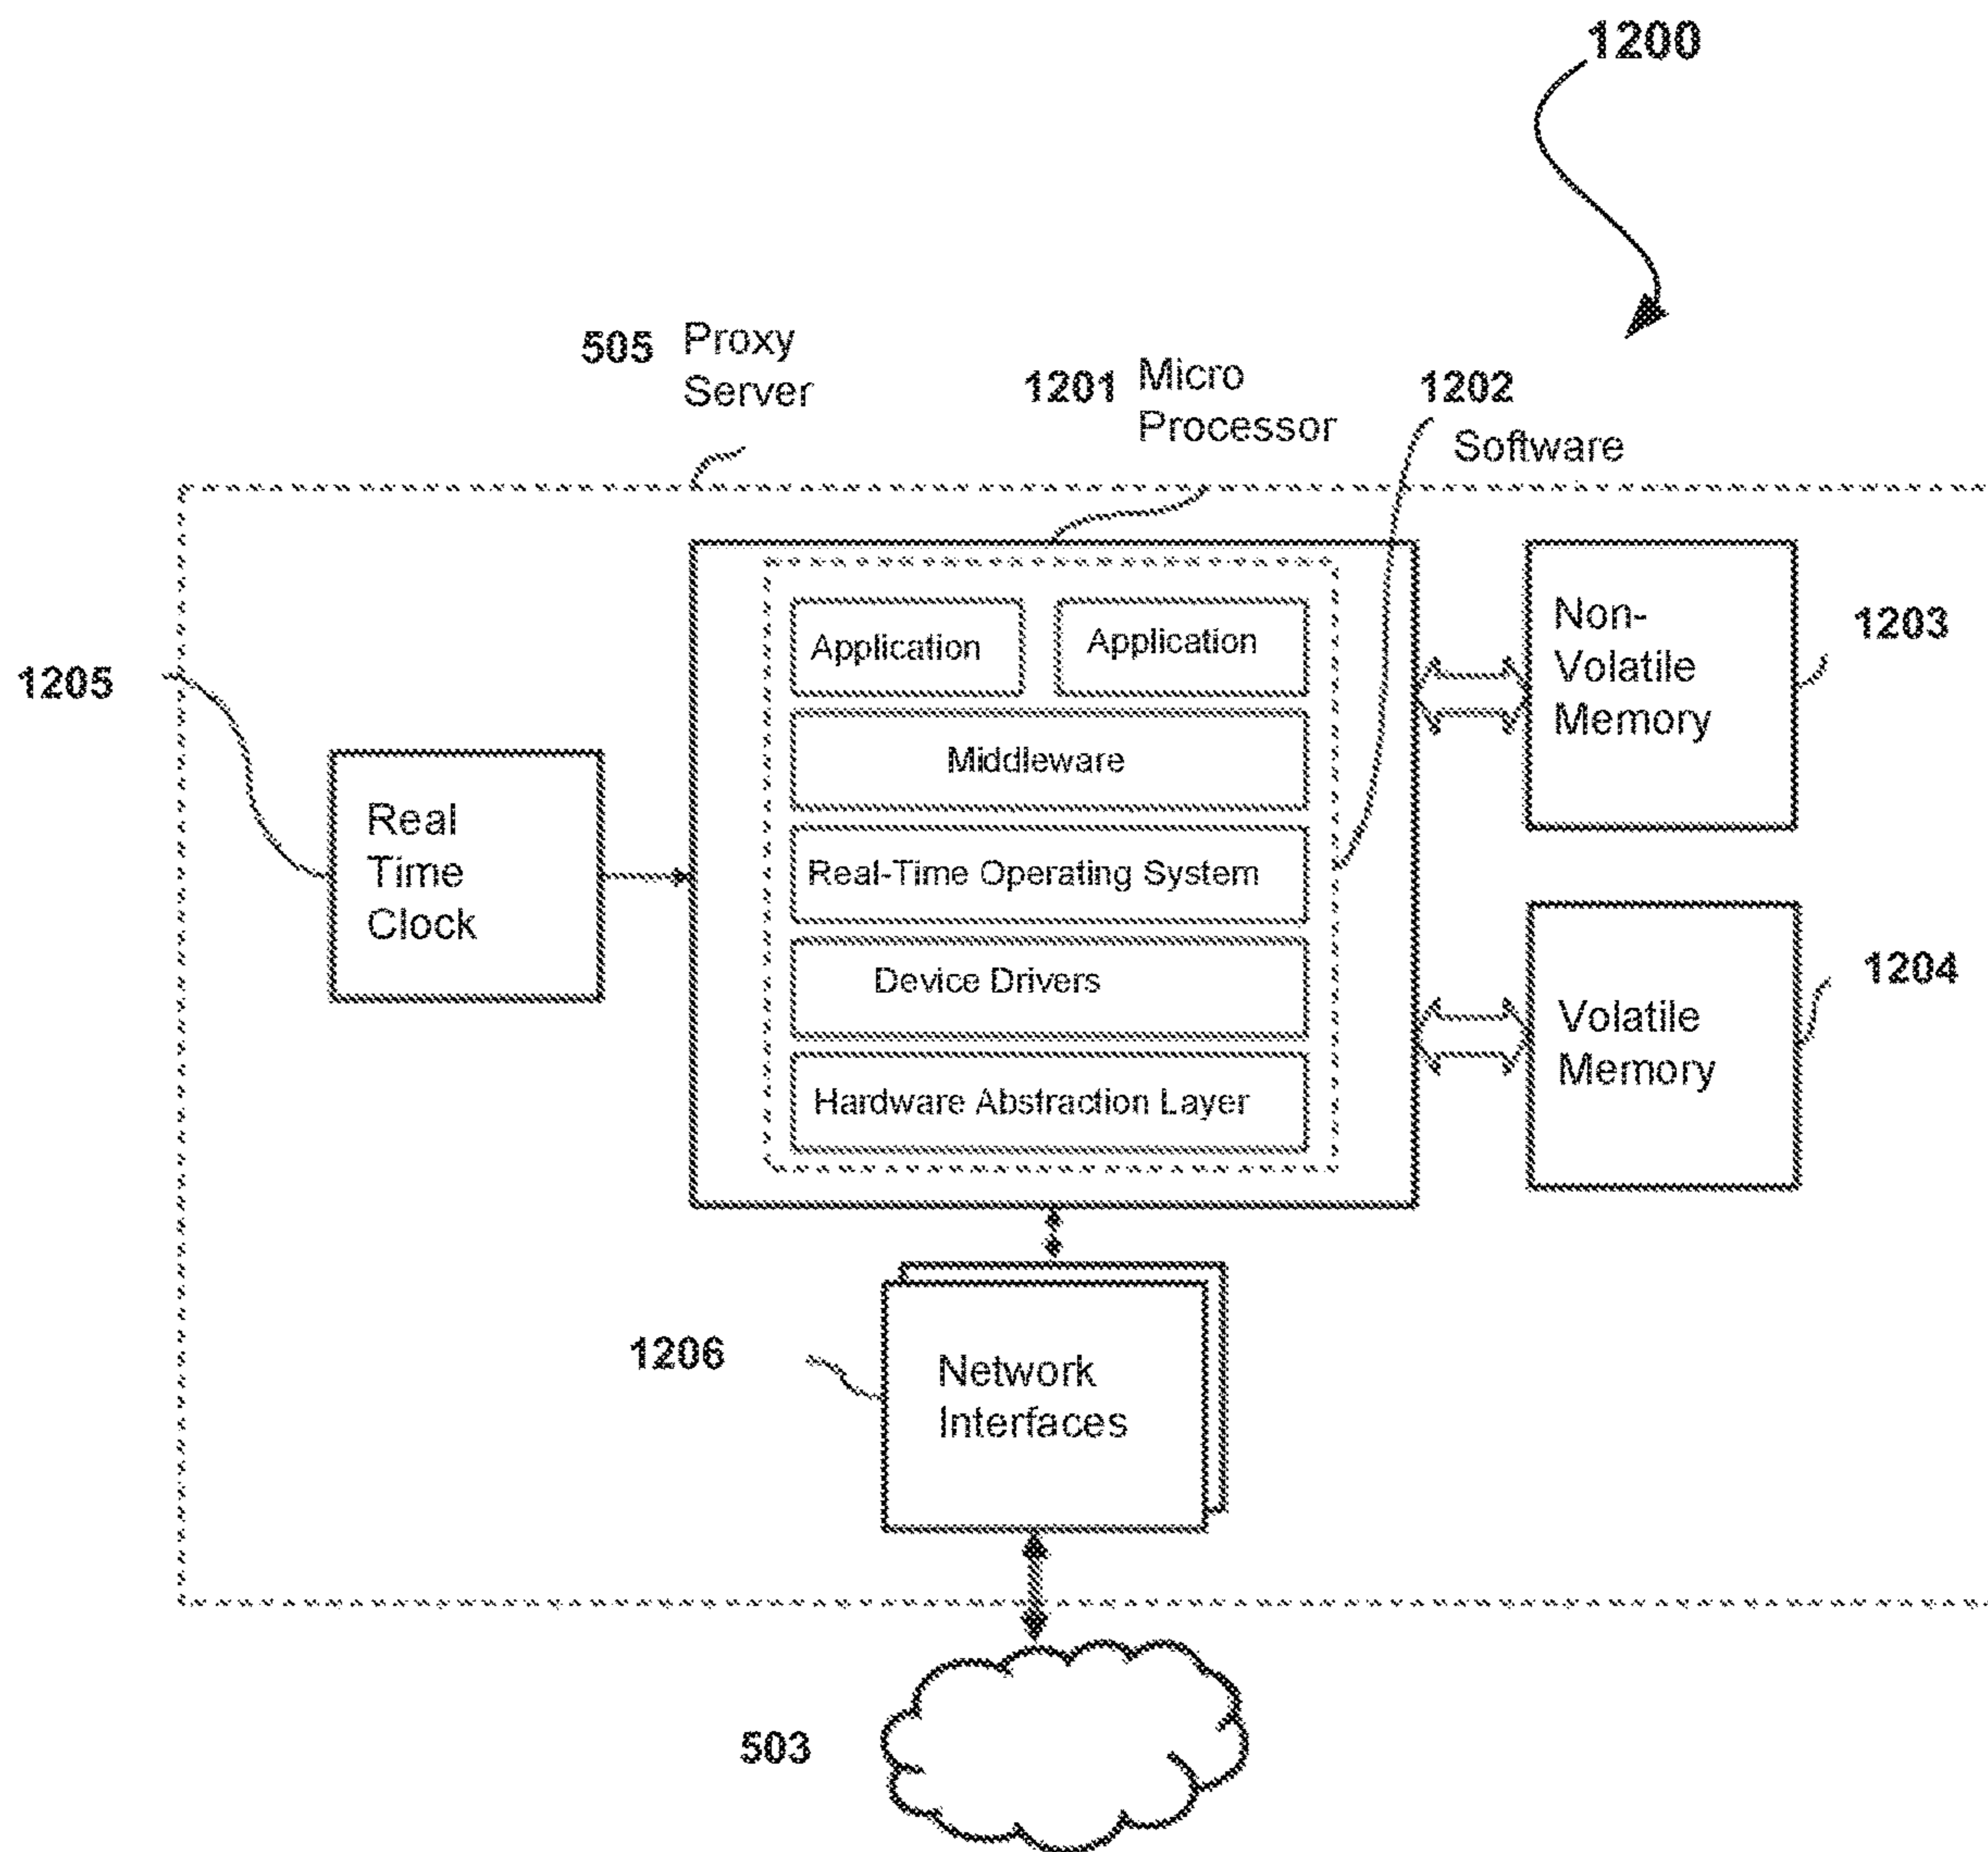 1200
505 Proxy
Server
1201 Micro
Processor
1202
Software
Application
Application
Non-
Volatile
Memory
1203
1205
Middleware
Real
Time
Clock
Real-Time Operating System
Device Drivers
1204
Volatile
Memory
Hardware Abstraction Layer
1206
Network
Interfaces
503